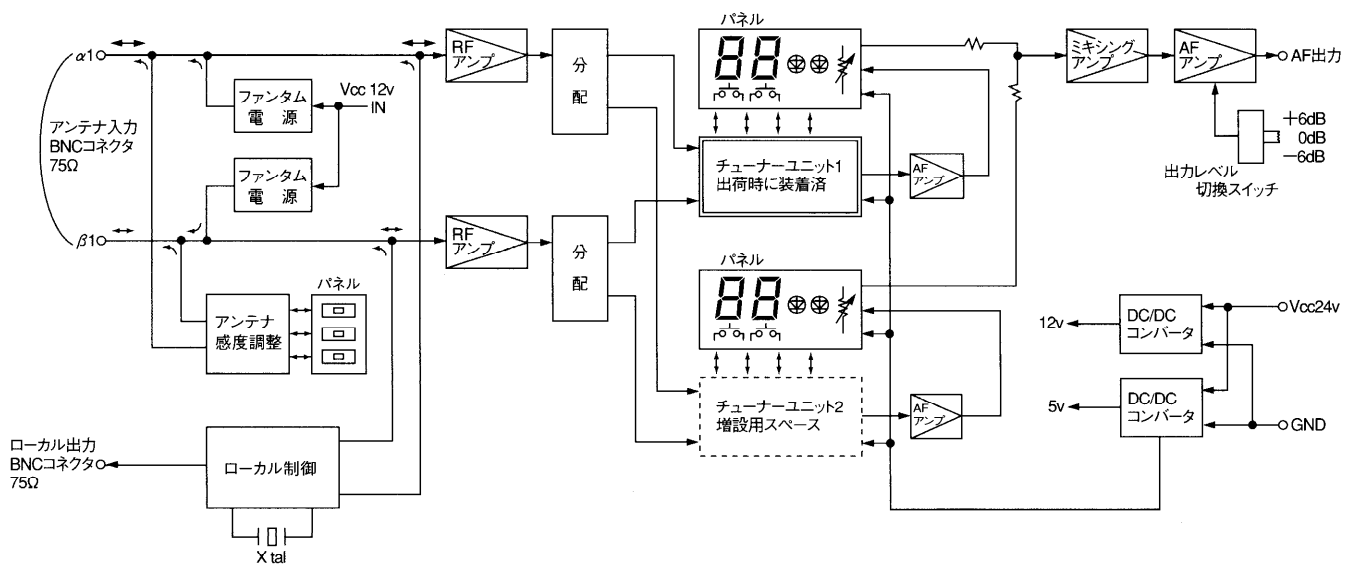 α1
アンテナ入力
BNCコネクタ
75Ω
β1
ファンタム
電 源
Vcc 12v
IN
ファンタム
電 源
アンテナ
感度調整
パネル
ローカル出力
BNCコネクタ
75Ω
ローカル制御
X tal
RF
アンプ
分
配
RF
アンプ
分
配
パネル
88
チューナーユニット1
出荷時に装着済
AF
アンプ
パネル
88
チューナーユニット2
増設用スペース
AF
アンプ
ミキシング
アンプ
AF
アンプ
AF出力
+6dB
0dB
−6dB
出力レベル
切換スイッチ
12v
DC/DC
コンバータ
Vcc24v
5v
DC/DC
コンバータ
GND